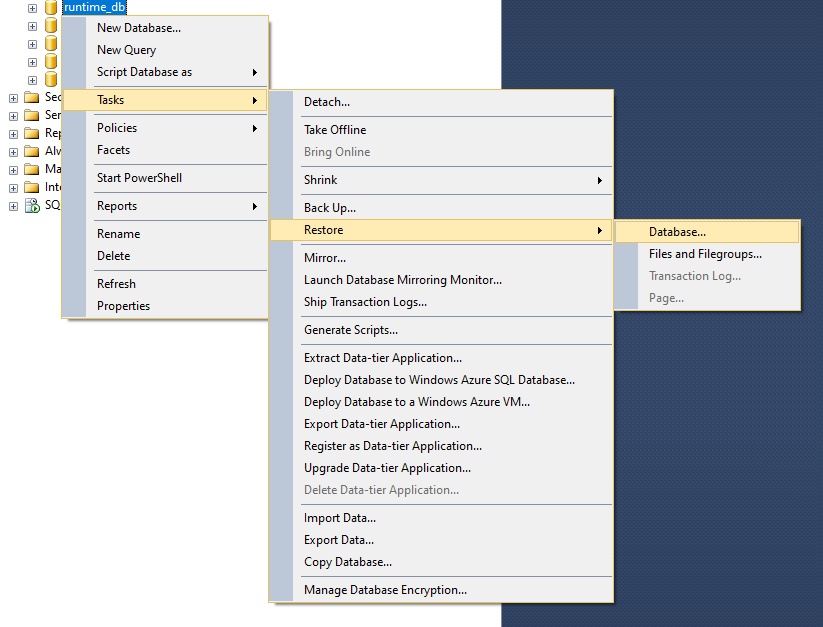 runtime_db
New Database...
New Query
Script Database as
Tasks
Policies
Facets
Start PowerShell
Reports
Rename
Delete
Refresh
Properties
Sec
Ser
Rep
Alw
Ma
Inte
SQ
Detach...
Take Offline
Bring Online
Shrink
Back Up...
Restore
Mirror...
Launch Database Mirroring Monitor...
Ship Transaction Logs...
Generate Scripts...
Extract Data-tier Application...
Deploy Database to Windows Azure SQL Database...
Deploy Database to a Windows Azure VM...
Export Data-tier Application...
Register as Data-tier Application...
Upgrade Data-tier Application...
Delete Data-tier Application...
Import Data...
Export Data...
Copy Database...
Manage Database Encryption...
Database...
Files and Filegroups...
Transaction Log...
Page...